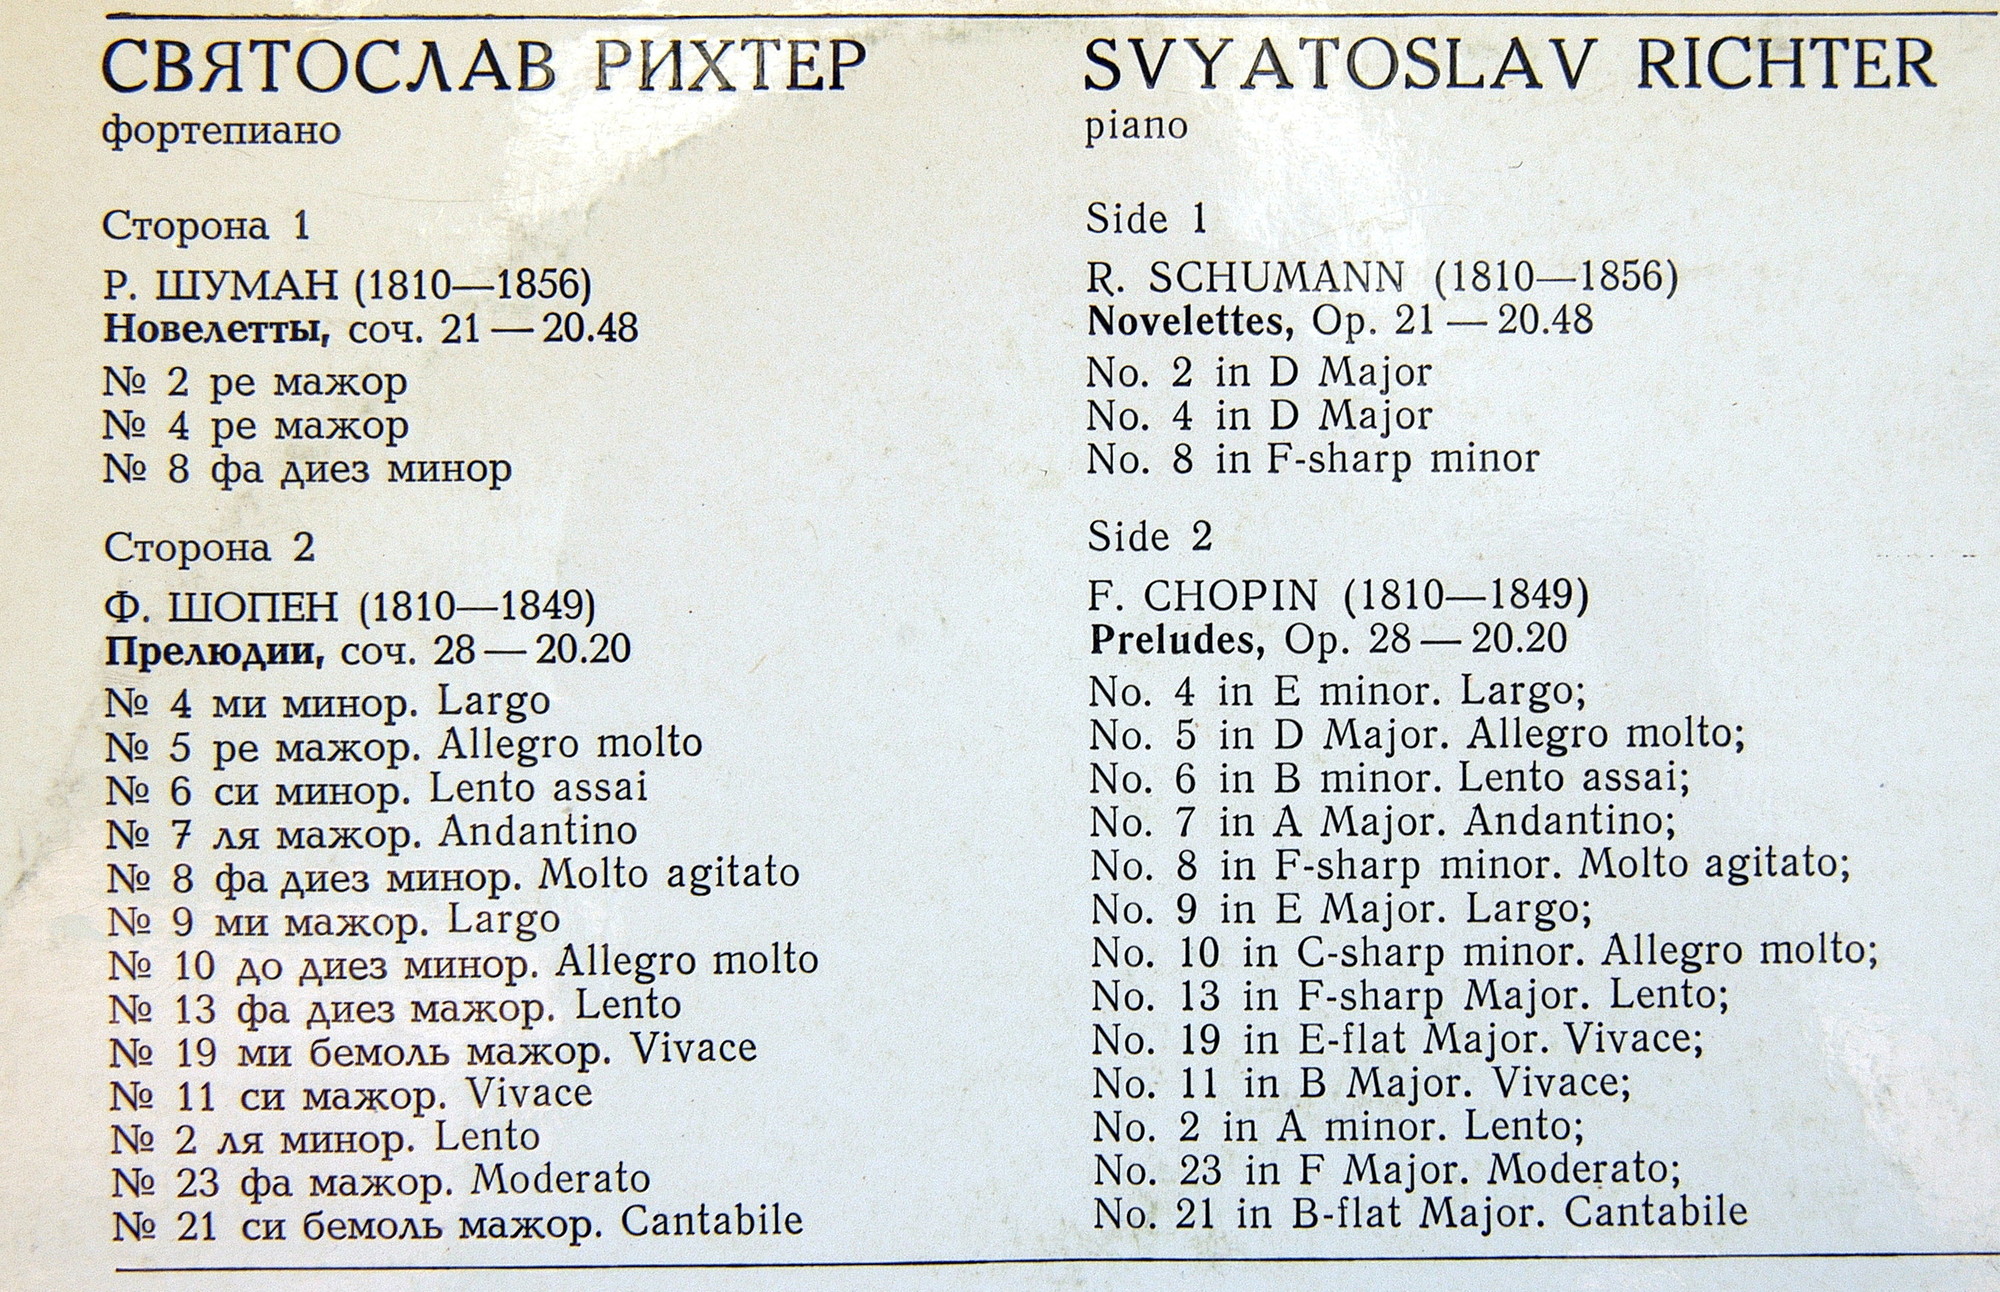 СВЯТОСЛАВ РИХТЕР
фортепиано
Сторона 1
Р. ШУМАН (1810—1856)
Новелетты, соч. 21 — 20.48
№ 2 ре мажор
№ 4 ре мажор
№ 8 фа диез минор
Сторона 2
Ф. ШОПЕН (1810—1849)
Прелюдии, соч. 28 — 20.20
№ 4 ми минор. Largo
№ 5 ре мажор. Allegro molto
№ 6 си минор. Lento assai
№ 7 ля мажор. Andantino
№ 8 фа диез минор. Molto agitato
№ 9 ми мажор. Largo
№ 10 до диез минор. Allegro molto
№ 13 фа диез мажор. Lento
№ 19 ми бемоль мажор. Vivace
№ 11 си мажор. Vivace
№ 2 ля минор. Lento
№ 23 фа мажор. Moderato
№ 21 си бемоль мажор. Cantabile
SVYATOSLAV RICHTER
piano
Side 1
R. SCHUMANN (1810—1856)
Novelettes, Op. 21 — 20.48
No. 2 in D Major
No. 4 in D Major
No. 8 in F-sharp minor
Side 2
F. CHOPIN (1810—1849)
Preludes, Op. 28 — 20.20
No. 4 in E minor. Largo;
No. 5 in D Major. Allegro molto;
No. 6 in B minor. Lento assai;
No. 7 in A Major. Andantino;
No. 8 in F-sharp minor. Molto agitato;
No. 9 in E Major. Largo;
No. 10 in C-sharp minor. Allegro molto;
No. 13 in F-sharp Major. Lento;
No. 19 in E-flat Major. Vivace;
No. 11 in B Major. Vivace;
No. 2 in A minor. Lento;
No. 23 in F Major. Moderato;
No. 21 in B-flat Major. Cantabile